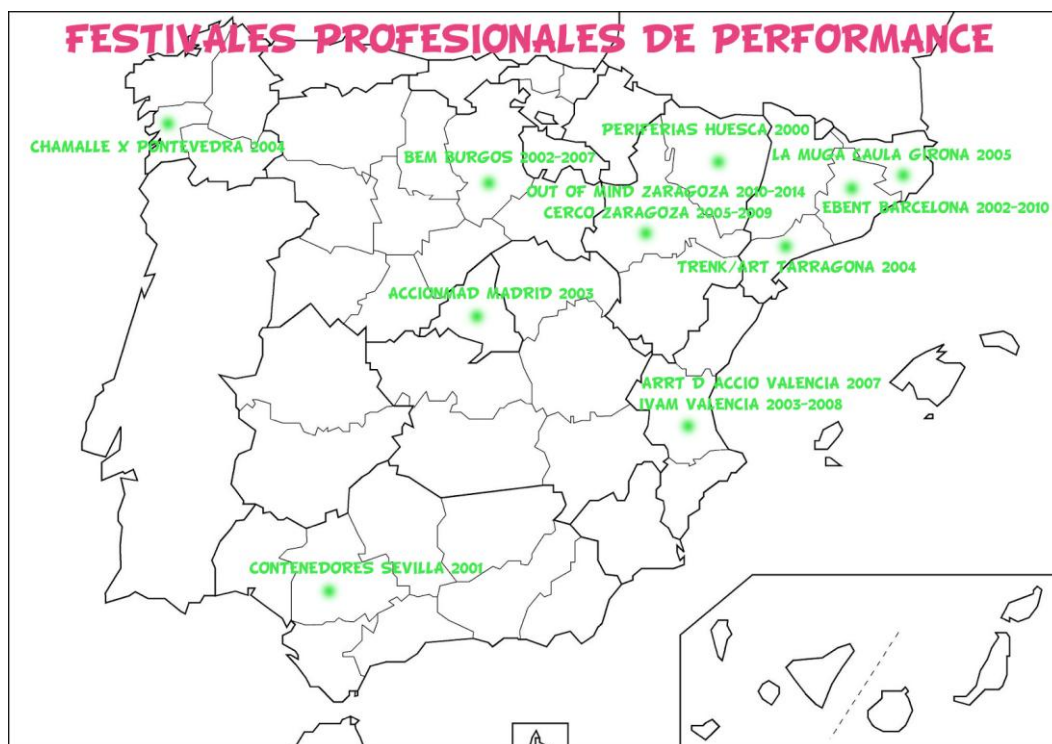 FESTIVALES PROFESIONALES DE PERFORMANCE
PERIFERIAS HUESCA 2000
CHAMALLE X PONTEVEDRA 2004
BEM BURGOS 2002-2007
LA MUGA CAULA GIRONA 2005
OUT OF MIND ZARAGOZA 2010-2014
CERCO ZARAGOZA 2005-2009
EBENT BARCELONA 2002-2010
TRENK/ART TARRAGONA 2004
ACCIONMAD MADRID 2003
ARRT D ACCIO VALENCIA 2007
IVAM VALENCIA 2003-2008
CONTENEDORES SEVILLA 2001